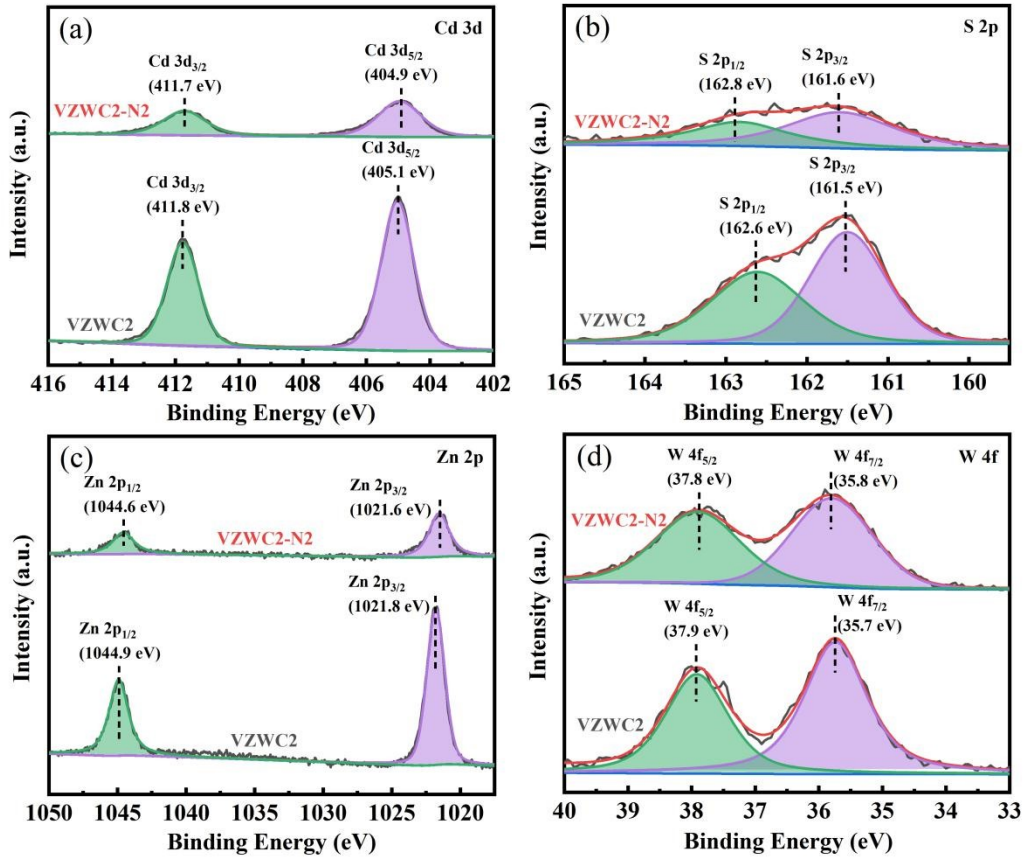 (a)
Cd 3d
Cd 3d3/2
(411.7 eV)
Cd 3d5/2
(404.9 eV)
VZWC2-N2
Cd 3d3/2
(411.8 eV)
Cd 3d5/2
(405.1 eV)
VZWC2
Intensity (a.u.)
416 414 412 410 408 406 404 402
Binding Energy (eV)
(b)
S 2p
S 2p1/2
(162.8 eV)
S 2p3/2
(161.6 eV)
VZWC2-N2
S 2p1/2
(162.6 eV)
S 2p3/2
(161.5 eV)
VZWC2
Intensity (a.u.)
165 164 163 162 161 160
Binding Energy (eV)
(c)
Zn 2p
Zn 2p1/2
(1044.6 eV)
Zn 2p3/2
(1021.6 eV)
VZWC2-N2
Zn 2p1/2
(1044.9 eV)
Zn 2p3/2
(1021.8 eV)
VZWC2
Intensity (a.u.)
1050 1045 1040 1035 1030 1025 1020
Binding Energy (eV)
(d)
W 4f
W 4f5/2
(37.8 eV)
W 4f7/2
(35.8 eV)
VZWC2-N2
W 4f5/2
(37.9 eV)
W 4f7/2
(35.7 eV)
VZWC2
Intensity (a.u.)
40 39 38 37 36 35 34 33
Binding Energy (eV)